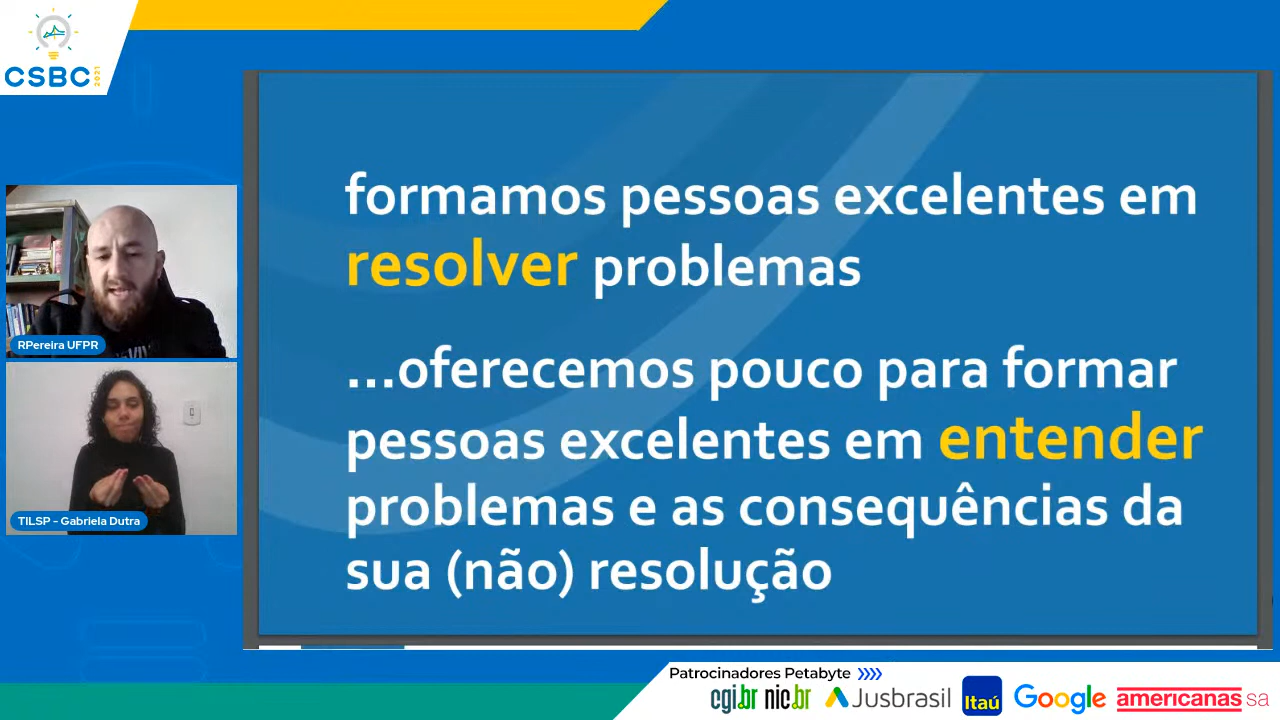 CSBC 2021
formamos pessoas excelentes em
resolver problemas
...oferecemos pouco para formar
pessoas excelentes em entender
problemas e as consequências da
sua (não) resolução
RPereira UFPR
TILSP - Gabriela Dutra
Patrocinadores Petabyte
cgi.br nic.br Jusbrasil Itaú Google americanas sa